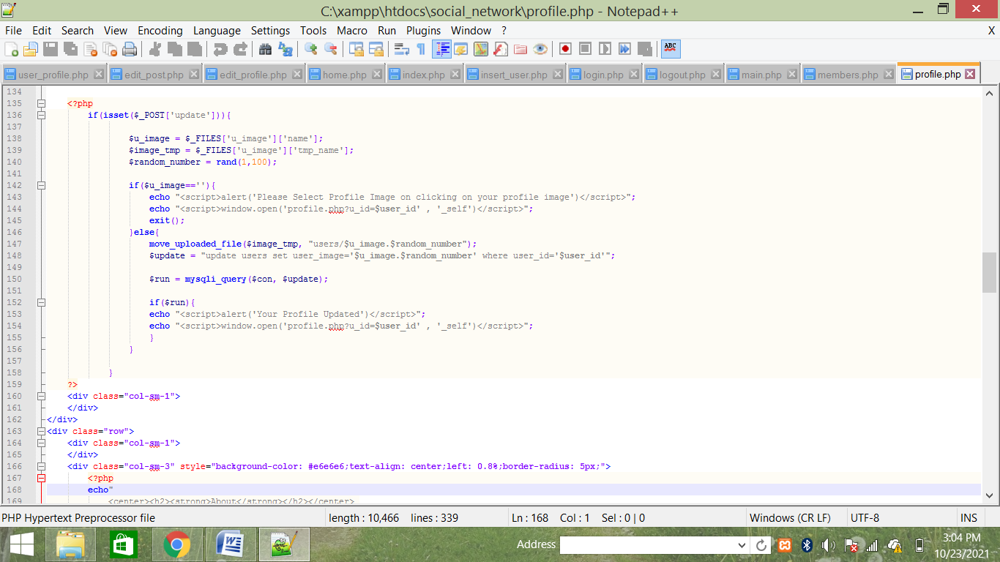 C:\xampp\htdocs\social_network\profile.php - Notepad++
File Edit Search View Encoding Language Settings Tools Macro Run Plugins Window ? X
ABC
user_profile.php edit_post.php edit_profile.php home.php index.php insert_user.php login.php logout.php main.php members.php profile.php
134
135 <?php
136 if(isset($_POST['update'])){
137
138 $u_image = $_FILES['u_image']['name'];
139 $image_tmp = $_FILES['u_image']['tmp_name'];
140 $random_number = rand(1,100);
141
142 if($u_image==''){
143 echo "<script>alert('Please Select Profile Image on clicking on your profile image')</script>";
144 echo "<script>window.open('profile.php?u_id=$user_id' , '_self')</script>";
145 exit();
146 }else{
147 move_uploaded_file($image_tmp, "users/$u_image.$random_number");
148 $update = "update users set user_image='$u_image.$random_number' where user_id='$user_id'";
149
150 $run = mysqli_query($con, $update);
151
152 if($run){
153 echo "<script>alert('Your Profile Updated')</script>";
154 echo "<script>window.open('profile.php?u_id=$user_id' , '_self')</script>";
155 }
156 }
157
158 }
159 ?>
160 <div class="col-sm-1">
161 </div>
162 </div>
163 <div class="row">
164 <div class="col-sm-1">
165 </div>
166 <div class="col-sm-3" style="background-color: #e6e6e6;text-align: center;left: 0.8%;border-radius: 5px;">
167 <?php
168 echo"
169 <center><h2><strong>About</strong></h2></center>
PHP Hypertext Preprocessor file length : 10,466 lines : 339 Ln : 168 Col : 1 Sel : 0 | 0 Windows (CR LF) UTF-8 INS
Address
3:04 PM
10/23/2021